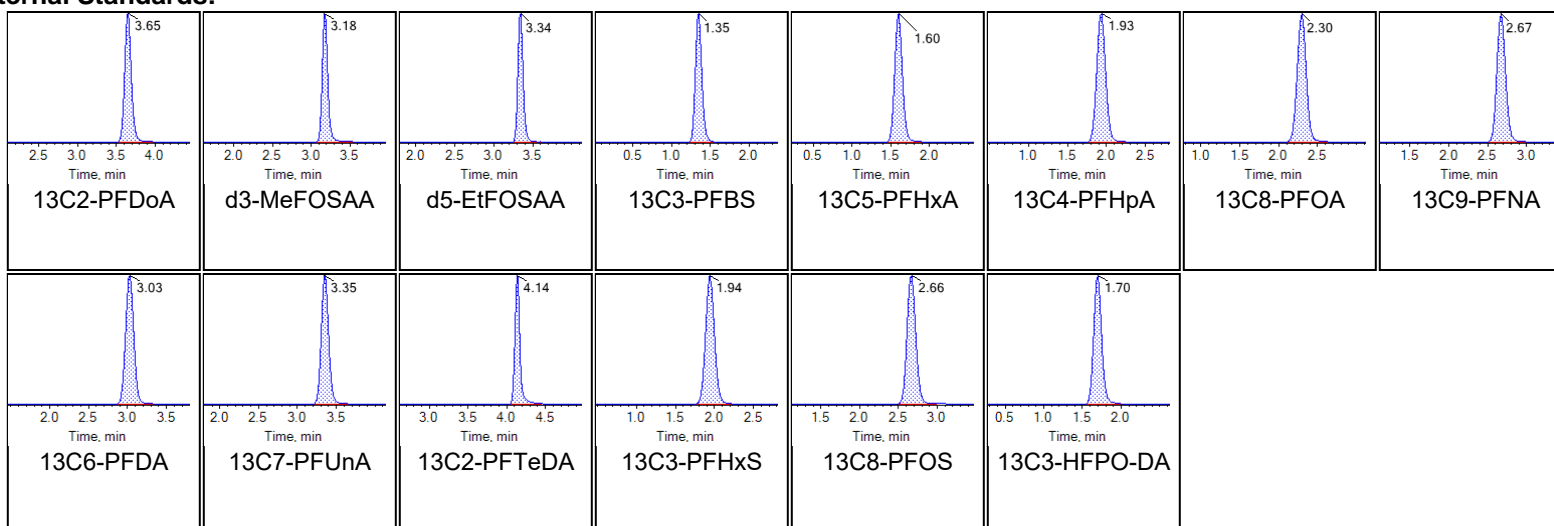 ternal Standards:
3.65 3.18 3.34 1.35 1.60 1.93 2.30 2.67
2.5 3.0 3.5 4.0 2.0 2.5 3.0 3.5 2.0 2.5 3.0 3.5 0.5 1.0 1.5 2.0 0.5 1.0 1.5 2.0 1.0 1.5 2.0 2.5 1.0 1.5 2.0 2.5 1.5 2.0 2.5 3.0
Time, min Time, min Time, min Time, min Time, min Time, min Time, min Time, min
13C2-PFDoA d3-MeFOSAA d5-EtFOSAA 13C3-PFBS 13C5-PFHxA 13C4-PFHpA 13C8-PFOA 13C9-PFNA
3.03 3.35 4.14 1.94 2.66 1.70
2.0 2.5 3.0 3.5 2.0 2.5 3.0 3.5 3.0 3.5 4.0 4.5 1.0 1.5 2.0 2.5 1.5 2.0 2.5 3.0 0.5 1.0 1.5 2.0
Time, min Time, min Time, min Time, min Time, min Time, min
13C6-PFDA 13C7-PFUnA 13C2-PFTeDA 13C3-PFHxS 13C8-PFOS 13C3-HFPO-DA